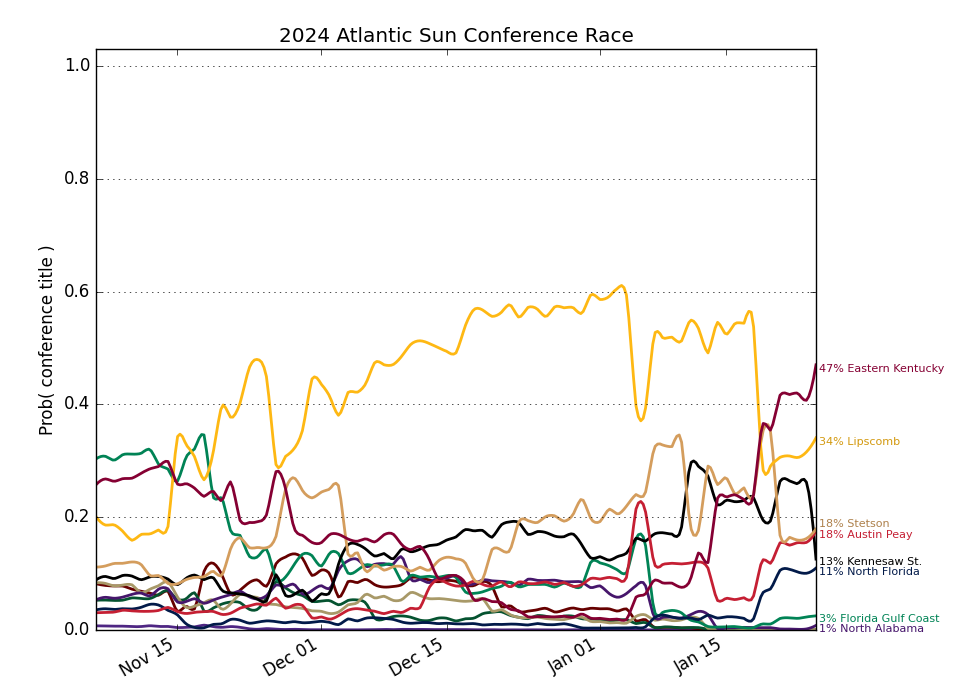 2024 Atlantic Sun Conference Race
Prob( conference title )
1.0
0.8
0.6
0.4
0.2
0.0
Nov 15
Dec 01
Dec 15
Jan 01
Jan 15
47% Eastern Kentucky
34% Lipscomb
18% Stetson
18% Austin Peay
13% Kennesaw St.
11% North Florida
3% Florida Gulf Coast
1% North Alabama